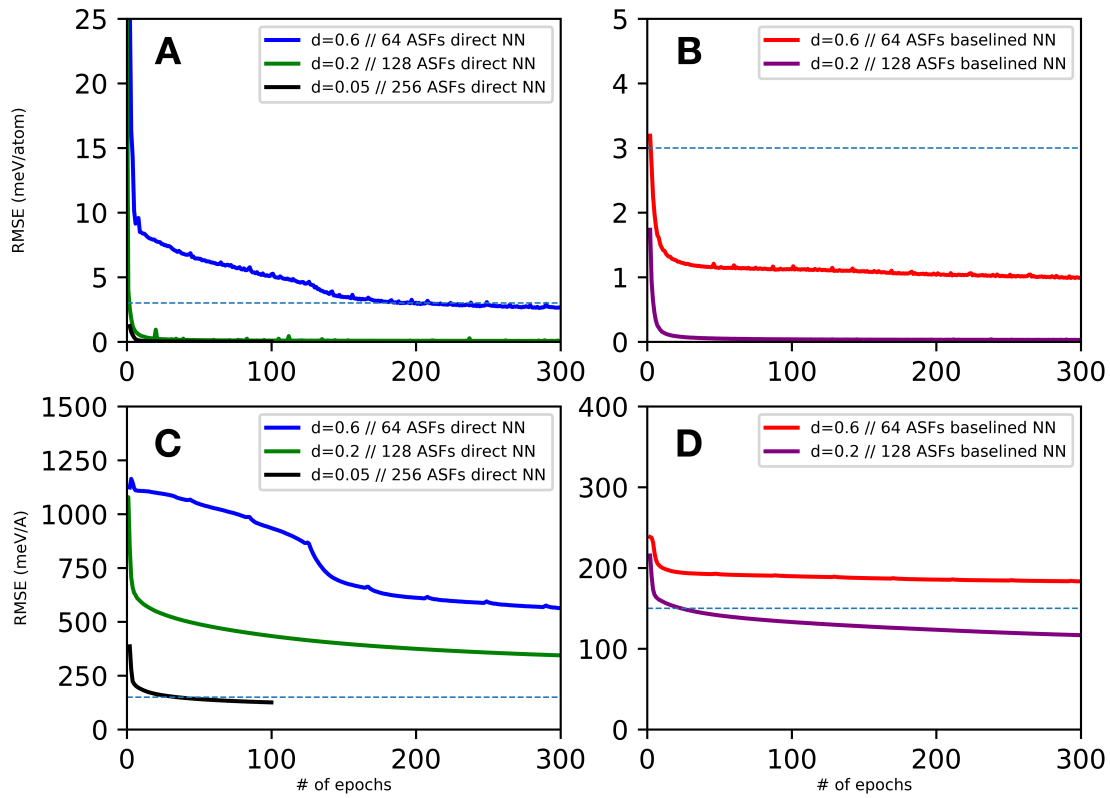 A
d=0.6 // 64 ASFs direct NN
d=0.2 // 128 ASFs direct NN
d=0.05 // 256 ASFs direct NN
RMSE (meV/atom)
25
20
15
10
5
0
0 100 200 300
B
d=0.6 // 64 ASFs baselined NN
d=0.2 // 128 ASFs baselined NN
5
4
3
2
1
0
0 100 200 300
C
d=0.6 // 64 ASFs direct NN
d=0.2 // 128 ASFs direct NN
d=0.05 // 256 ASFs direct NN
RMSE (meV/A)
1500
1250
1000
750
500
250
0
0 100 200 300
# of epochs
D
d=0.6 // 64 ASFs baselined NN
d=0.2 // 128 ASFs baselined NN
400
300
200
100
0
0 100 200 300
# of epochs